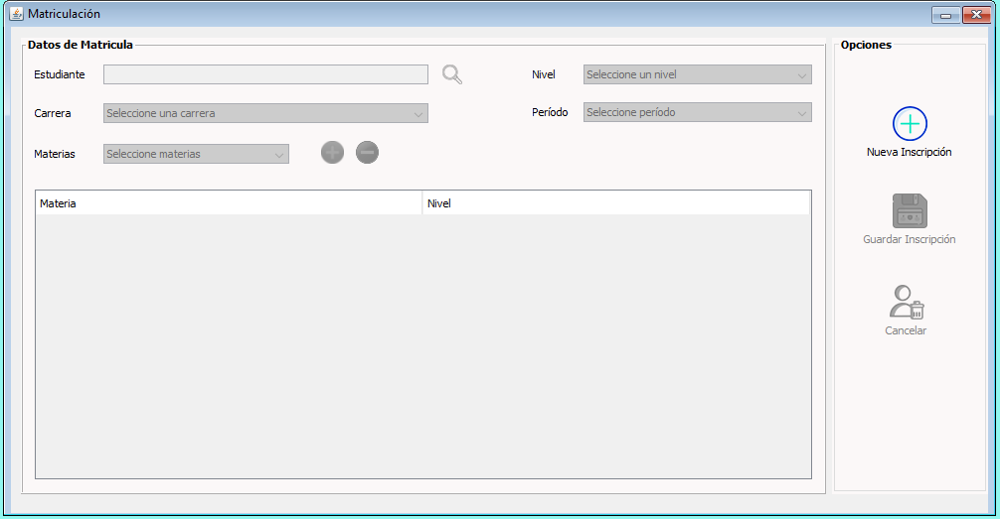 Matriculación
Datos de Matricula
Opciones
Estudiante
Nivel
Seleccione un nivel
Carrera
Seleccione una carrera
Período
Seleccione período
Materias
Seleccione materias
Materia
Nivel
Nueva Inscripción
Guardar Inscripción
Cancelar